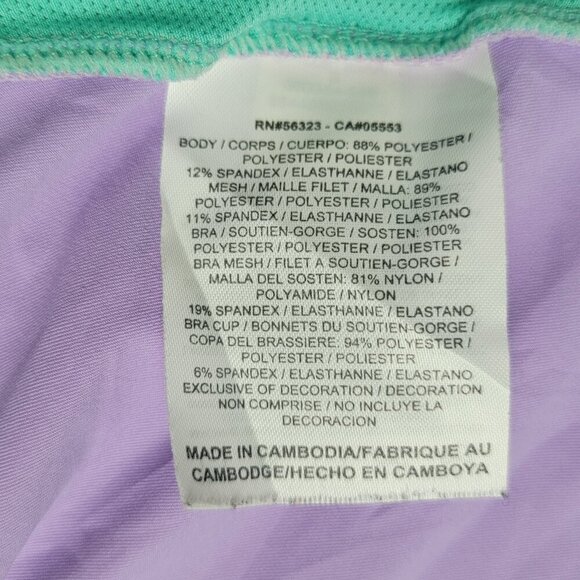 RN#56323 - CA#05553
BODY / CORPS / CUERPO: 88% POLYESTER /
POLYESTER / POLIESTER
12% SPANDEX / ELASTHANNE / ELASTANO
MESH / MAILLE FILET / MALLA: 89%
POLYESTER / POLYESTER / POLIESTER
11% SPANDEX / ELASTHANNE / ELASTANO
BRA / SOUTIEN-GORGE / SOSTEN: 100%
POLYESTER / POLYESTER / POLIESTER
BRA MESH / FILET A SOUTIEN-GORGE /
MALLA DEL SOSTEN: 81% NYLON /
POLYAMIDE / NYLON
19% SPANDEX / ELASTHANNE / ELASTANO
BRA CUP / BONNETS DU SOUTIEN-GORGE /
COPA DEL BRASSIERE: 94% POLYESTER /
POLYESTER / POLIESTER
6% SPANDEX / ELASTHANNE / ELASTANO
EXCLUSIVE OF DECORATION / DECORATION
NON COMPRISE / NO INCLUYE LA
DECORACION
MADE IN CAMBODIA/FABRIQUE AU
CAMBODGE/HECHO EN CAMBOYA